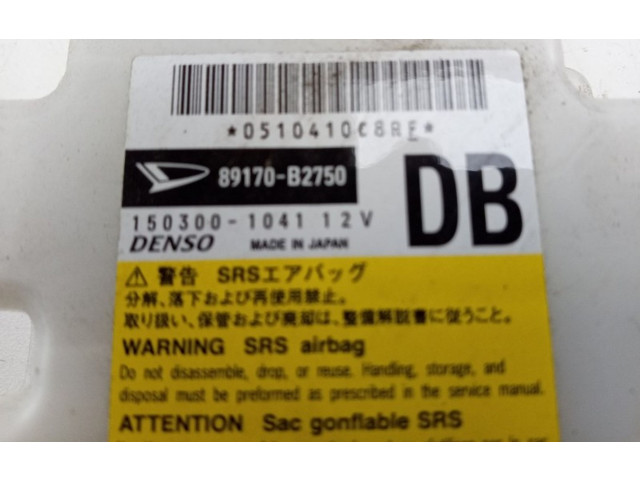 *0510410C8RE*
89170-B2750
150300-1041 12V
DENSO MADE IN JAPAN
DB
⚠ 警告 SRSエアバッグ
分解、落下および再使用禁止。
取り扱い、保管および廃却は、整備解説書に従うこと。
WARNING SRS airbag
Do not disassemble, drop, or reuse. Handling, storage, and
disposal must be preformed as prescribed in the service manual.
ATTENTION Sac gonflable SRS